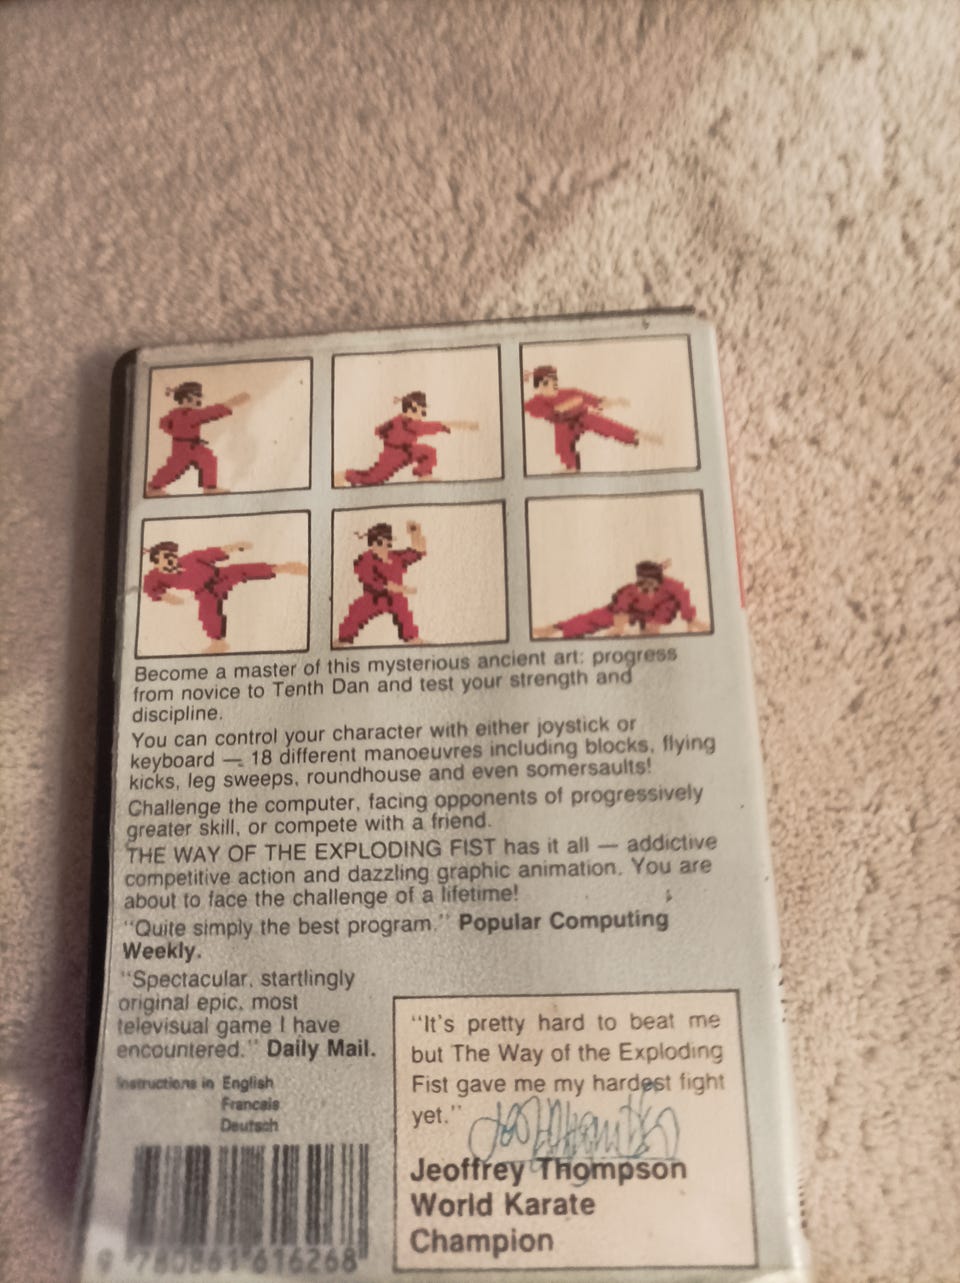 Become a master of this mysterious ancient art: progress
from novice to Tenth Dan and test your strength and
discipline.
You can control your character with either joystick or
keyboard — 18 different manoeuvres including blocks, flying
kicks, leg sweeps, roundhouse and even somersaults!
Challenge the computer, facing opponents of progressively
greater skill, or compete with a friend.
THE WAY OF THE EXPLODING FIST has it all — addictive
competitive action and dazzling graphic animation. You are
about to face the challenge of a lifetime!
"Quite simply the best program." Popular Computing
Weekly.
"Spectacular, startlingly
original epic, most
televisual game I have
encountered." Daily Mail.
Instructions in English
Francais
Deutsch
9 780861 616268
"It's pretty hard to beat me
but The Way of the Exploding
Fist gave me my hardest fight
yet."
Jeoffrey Thompson
World Karate
Champion